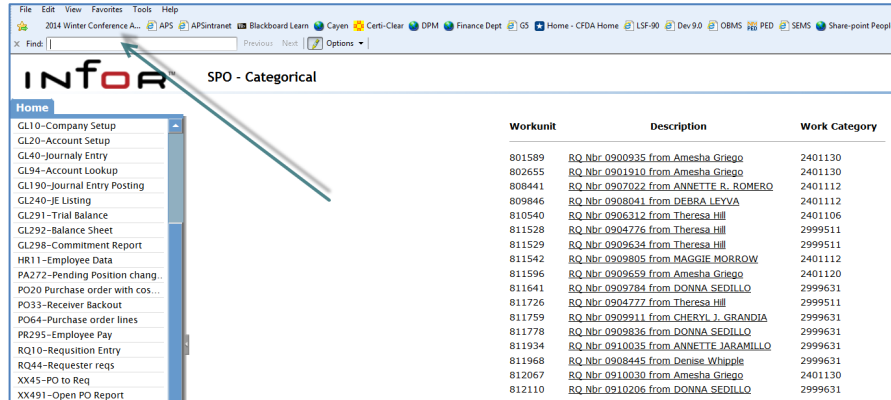 File Edit View Favorites Tools Help
2014 Winter Conference A... APS APSintranet Blackboard Learn Cayen Certi-Clear DPM Finance Dept G5 Home - CFDA Home LSF-90 Dev 9.0 OBMS PED SEMS Share-point Peopl
x Find: Previous Next Options
infor™ SPO - Categorical
Home
GL10-Company Setup
GL20-Account Setup
GL40-Journaly Entry
GL94-Account Lookup
GL190-Journal Entry Posting
GL240-JE Listing
GL291-Trial Balance
GL292-Balance Sheet
GL298-Commitment Report
HR11-Employee Data
PA272-Pending Position chang..
PO20 Purchase order with cos...
PO33-Receiver Backout
PO64-Purchase order lines
PR295-Employee Pay
RQ10-Requsition Entry
RQ44-Requester reqs
XX45-PO to Req
XX491-Open PO Report
Workunit Description Work Category
801589 RQ Nbr 0900935 from Amesha Griego 2401130
802655 RQ Nbr 0901910 from Amesha Griego 2401130
808441 RQ Nbr 0907022 from ANNETTE R. ROMERO 2401112
809846 RQ Nbr 0908041 from DEBRA LEYVA 2401112
810540 RQ Nbr 0906312 from Theresa Hill 2401106
811528 RQ Nbr 0904776 from Theresa Hill 2999511
811529 RQ Nbr 0909634 from Theresa Hill 2999511
811542 RQ Nbr 0909805 from MAGGIE MORROW 2401112
811596 RQ Nbr 0909659 from Amesha Griego 2401120
811641 RQ Nbr 0909784 from DONNA SEDILLO 2999631
811726 RQ Nbr 0904777 from Theresa Hill 2999511
811759 RQ Nbr 0909911 from CHERYL J. GRANDIA 2999631
811778 RQ Nbr 0909836 from DONNA SEDILLO 2999631
811934 RQ Nbr 0910035 from ANNETTE JARAMILLO 2999631
811968 RQ Nbr 0908445 from Denise Whipple 2999631
812067 RQ Nbr 0910030 from Amesha Griego 2401130
812110 RQ Nbr 0910206 from DONNA SEDILLO 2999631